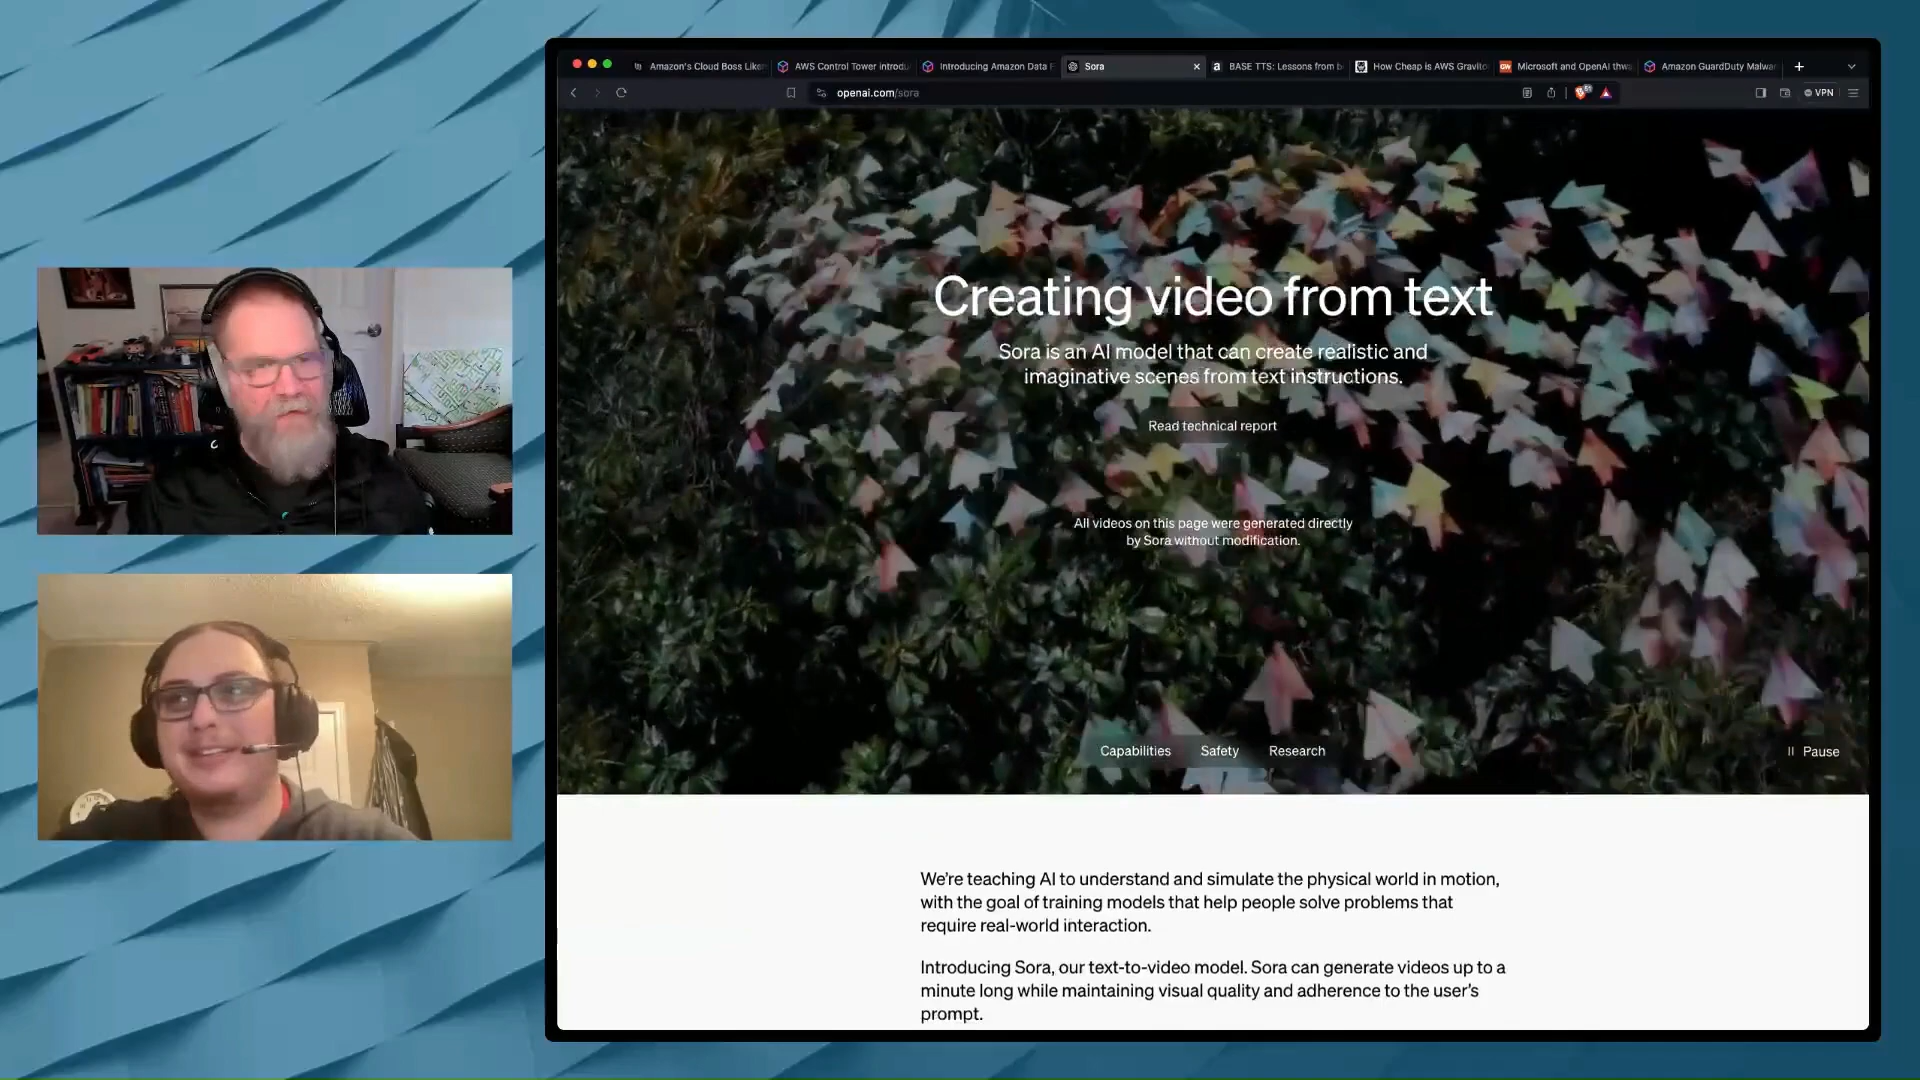 Amazon's Cloud Boss Liken
AWS Control Tower introdu
Introducing Amazon Data F
Sora
BASE TTS: Lessons from b
How Cheap is AWS Gravito
Microsoft and OpenAI thwa
Amazon GuardDuty Malwar
openai.com/sora
VPN
Creating video from text
Sora is an AI model that can create realistic and
imaginative scenes from text instructions.
Read technical report
All videos on this page were generated directly
by Sora without modification.
Capabilities Safety Research
Pause
We're teaching AI to understand and simulate the physical world in motion,
with the goal of training models that help people solve problems that
require real-world interaction.
Introducing Sora, our text-to-video model. Sora can generate videos up to a
minute long while maintaining visual quality and adherence to the user's
prompt.